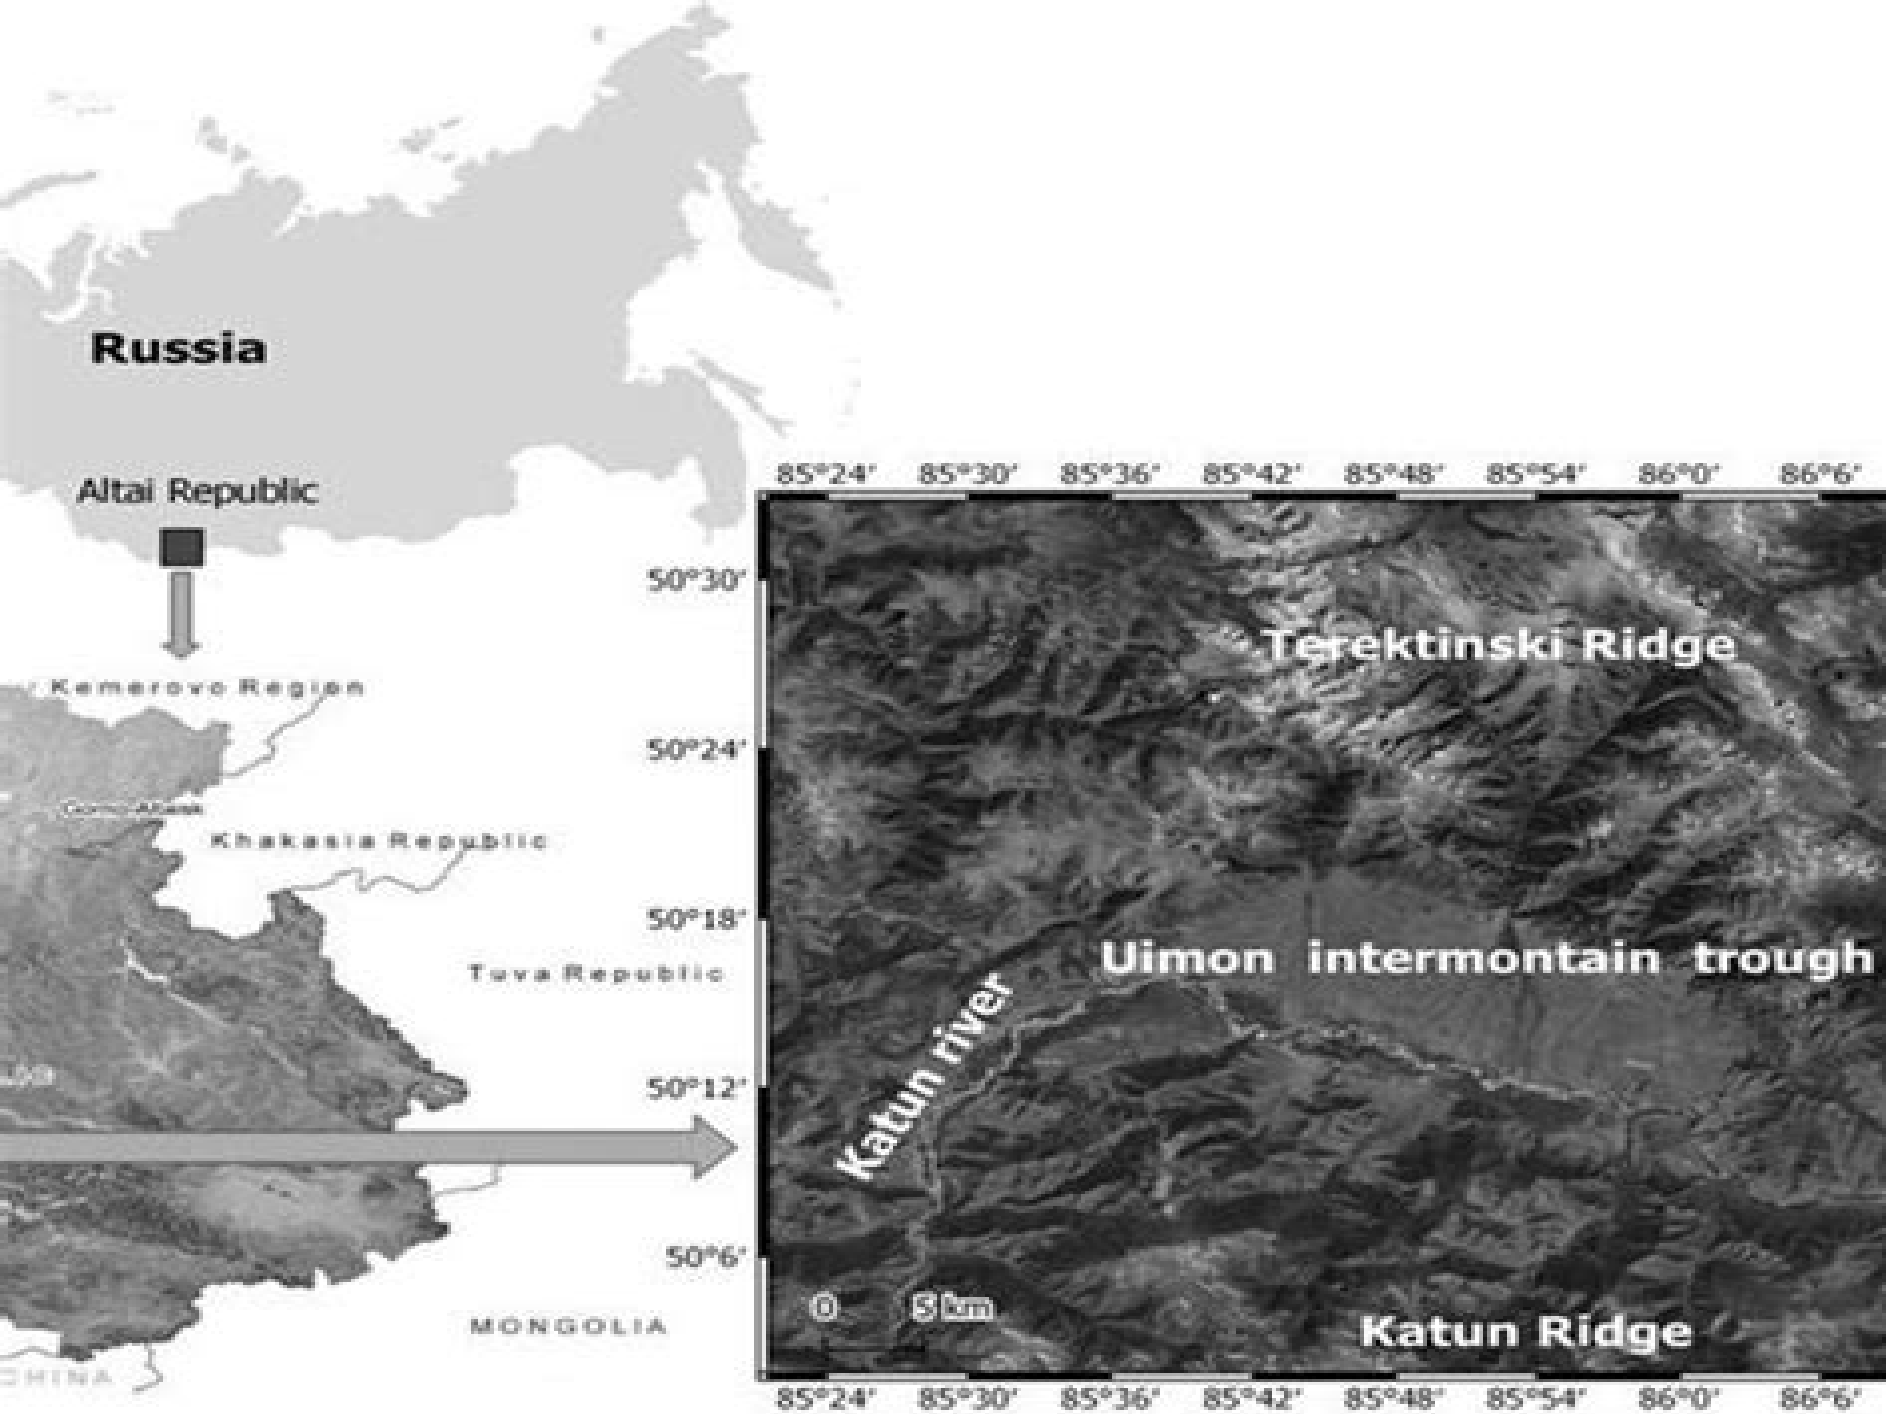 Russia
Altai Republic
Kemerovo Region
Gorno-Altaisk
Khakasia Republic
Tuva Republic
MONGOLIA
CHINA
85°24' 85°30' 85°36' 85°42' 85°48' 85°54' 86°0' 86°6'
50°30'
50°24'
50°18'
50°12'
50°6'
Terektinski Ridge
Uimon intermontain trough
Katun river
0 5 km
Katun Ridge
85°24' 85°30' 85°36' 85°42' 85°48' 85°54' 86°0' 86°6'